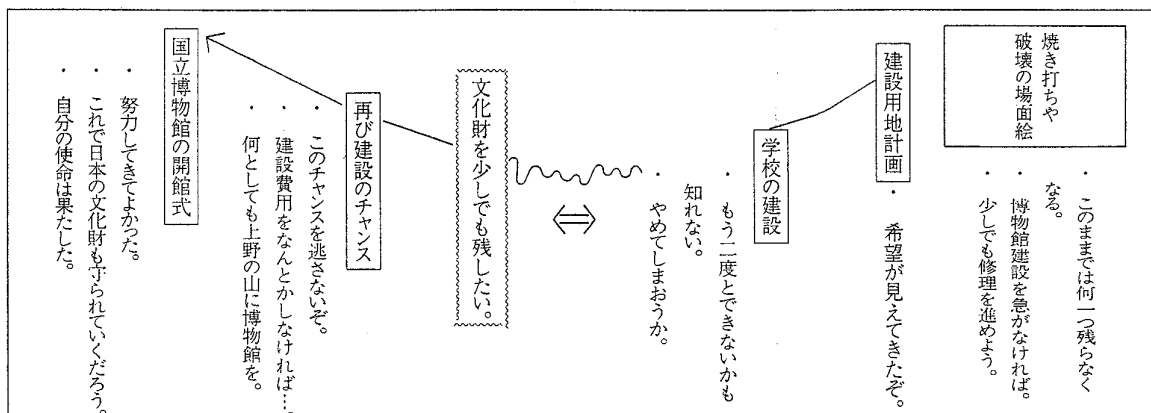 焼き打ちや
破壊の場面絵
・このままでは何一つ残らなく
なる。
・博物館建設を急がなければ。
・少しでも修理を進めよう。
建設用地計画
・希望が見えてきたぞ。
学校の建設
・もう二度とできないかも
知れない。
・やめてしまおうか。
⇔
文化財を少しでも残したい。
再び建設のチャンス
・このチャンスを逃さないぞ。
・建設費用をなんとかしなければ…。
・何としても上野の山に博物館を。
国立博物館の開館式
・努力してきてよかった。
・これで日本の文化財も守られていくだろう。
・自分の使命は果たした。